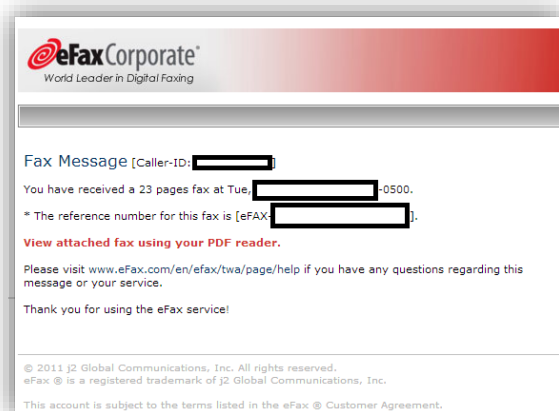 eFax Corporate®
World Leader in Digital Faxing
Fax Message [Caller-ID: ]
You have received a 23 pages fax at Tue, -0500.
* The reference number for this fax is [eFAX- ].
View attached fax using your PDF reader.
Please visit www.eFax.com/en/efax/twa/page/help if you have any questions regarding this
message or your service.
Thank you for using the eFax service!
© 2011 j2 Global Communications, Inc. All rights reserved.
eFax ® is a registered trademark of j2 Global Communications, Inc.
This account is subject to the terms listed in the eFax ® Customer Agreement.